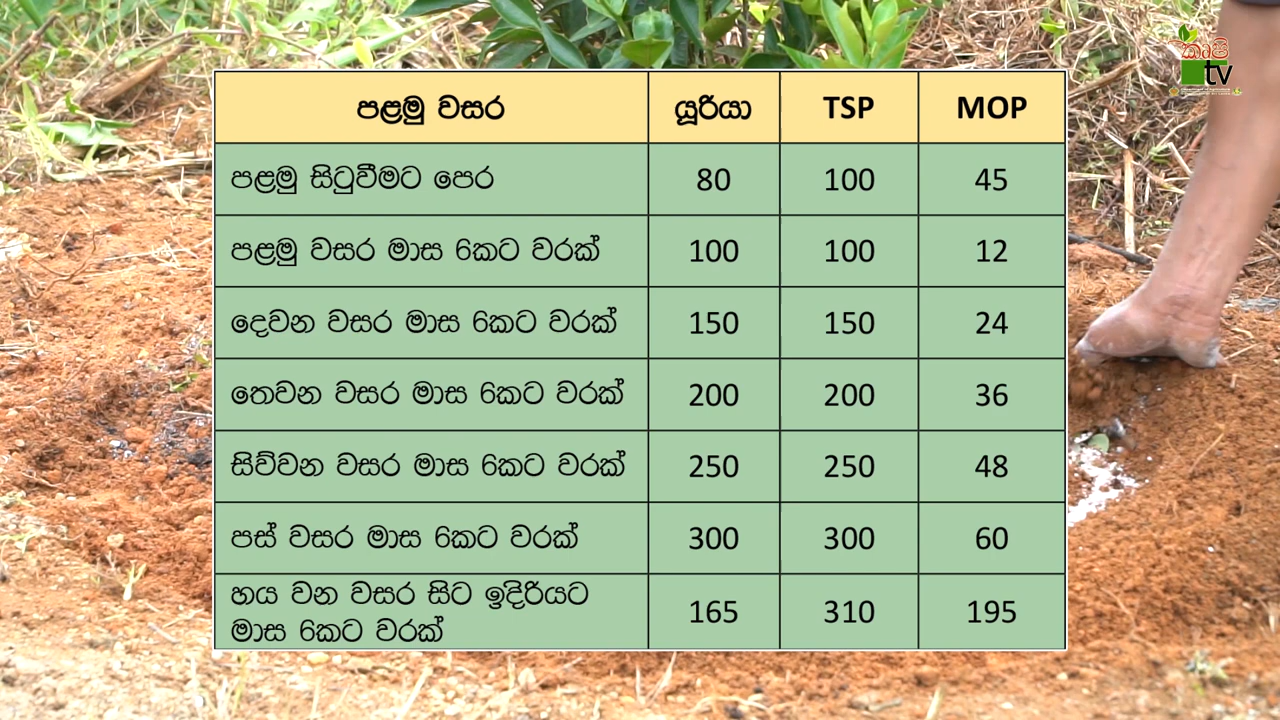 කෘෂි
tv
පළමු වසර යූරියා TSP MOP
පළමු සිටුවීමට පෙර 80 100 45
පළමු වසර මාස 6කට වරක් 100 100 12
දෙවන වසර මාස 6කට වරක් 150 150 24
තෙවන වසර මාස 6කට වරක් 200 200 36
සිව්වන වසර මාස 6කට වරක් 250 250 48
පස් වසර මාස 6කට වරක් 300 300 60
හය වන වසර සිට ඉදිරියට
මාස 6කට වරක් 165 310 195